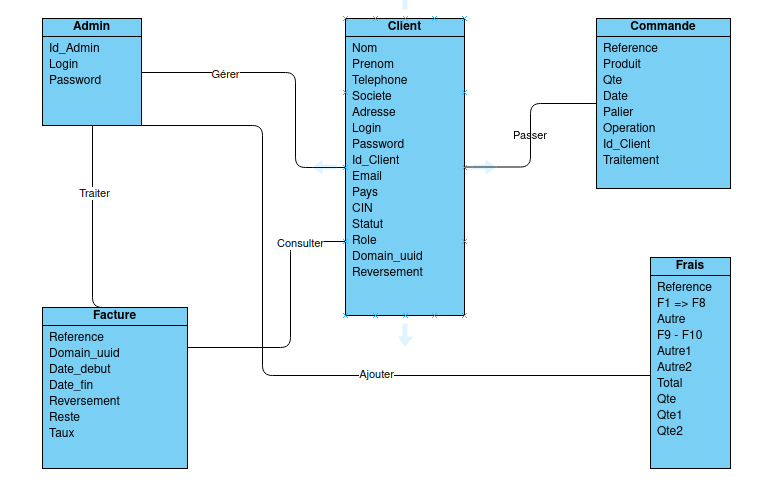 Admin
Id_Admin
Login
Password
Gérer
Client
Nom
Prenom
Telephone
Societe
Adresse
Login
Password
Id_Client
Email
Pays
CIN
Statut
Role
Domain_uuid
Reversement
Passer
Commande
Reference
Produit
Qte
Date
Palier
Operation
Id_Client
Traitement
Traiter
Consulter
Facture
Reference
Domain_uuid
Date_debut
Date_fin
Reversement
Reste
Taux
Ajouter
Frais
Reference
F1 => F8
Autre
F9 - F10
Autre1
Autre2
Total
Qte
Qte1
Qte2